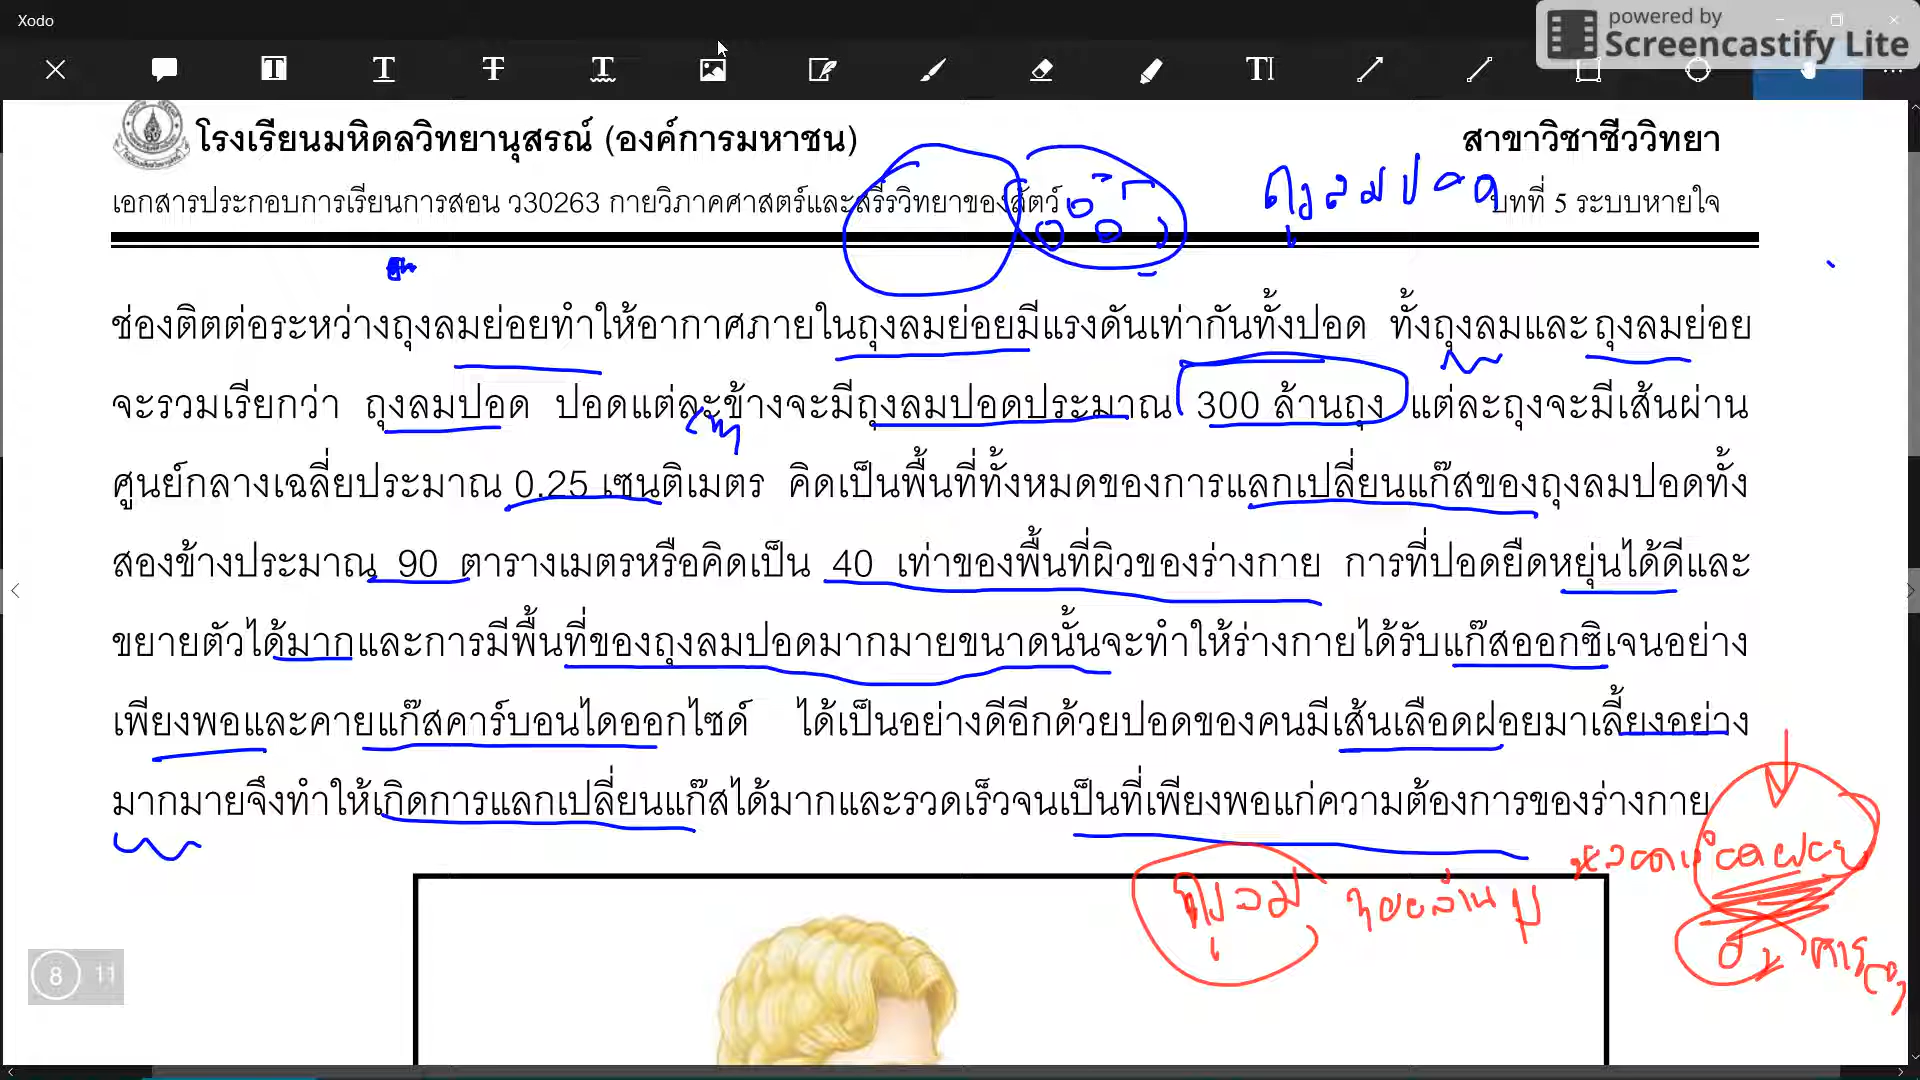 Xodo
powered by
Screencastify Lite
โรงเรียนมหิดลวิทยานุสรณ์ (องค์การมหาชน)
สาขาวิชาชีววิทยา
เอกสารประกอบการเรียนการสอน ว30263 กายวิภาคศาสตร์และสรีรวิทยาของสัตว์
ถุงลมปอด
บทที่ 5 ระบบหายใจ
ช่องติตต่อระหว่างถุงลมย่อยทำให้อากาศภายในถุงลมย่อยมีแรงดันเท่ากันทั้งปอด ทั้งถุงลมและถุงลมย่อย
จะรวมเรียกว่า ถุงลมปอด ปอดแต่ละข้างจะมีถุงลมปอดประมาณ 300 ล้านถุง แต่ละถุงจะมีเส้นผ่าน
ศูนย์กลางเฉลี่ยประมาณ 0.25 เซนติเมตร คิดเป็นพื้นที่ทั้งหมดของการแลกเปลี่ยนแก๊สของถุงลมปอดทั้ง
สองข้างประมาณ 90 ตารางเมตรหรือคิดเป็น 40 เท่าของพื้นที่ผิวของร่างกาย การที่ปอดยืดหยุ่นได้ดีและ
ขยายตัวได้มากและการมีพื้นที่ของถุงลมปอดมากมายขนาดนั้นจะทำให้ร่างกายได้รับแก๊สออกซิเจนอย่าง
เพียงพอและคายแก๊สคาร์บอนไดออกไซด์ ได้เป็นอย่างดีอีกด้วยปอดของคนมีเส้นเลือดฝอยมาเลี้ยงอย่าง
มากมายจึงทำให้เกิดการแลกเปลี่ยนแก๊สได้มากและรวดเร็วจนเป็นที่เพียงพอแก่ความต้องการของร่างกาย
ถุงลม
8 11